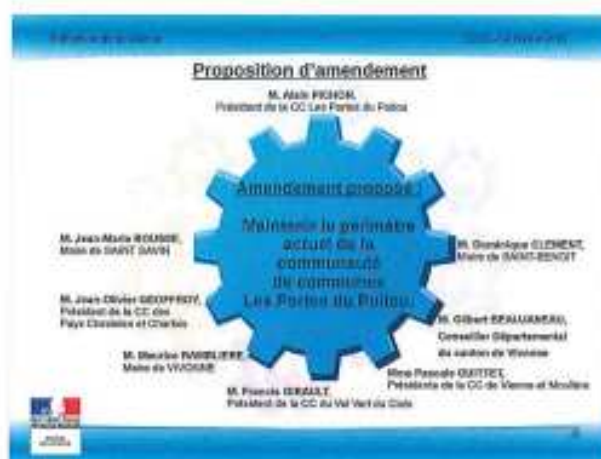 Proposition d'amendement
M. Alain PICHON,
Président de la CC Les Portes du Poitou
Amendement proposé :
Maintenir le périmètre
actuel de la
communauté
de communes
Les Portes du Poitou.
M. Jean-Marie ROUSSE,
Maire de SAINT SAVIN
M. Dominique CLEMENT,
Maire de SAINT-BENOIT
M. Jean-Olivier GEOFFROY,
Président de la CC des
Pays Civraisien et Charlois
M. Gilbert BEAUJANEAU,
Conseiller Départemental
du canton de Vivonne
M. Maurice RAMBLIERE,
Maire de VIVONNE
Mme Pascale GUITTET,
Présidente de la CC de Vienne et Moulière
M. Francis GIRAULT,
Président de la CC du Val Vert du Clain